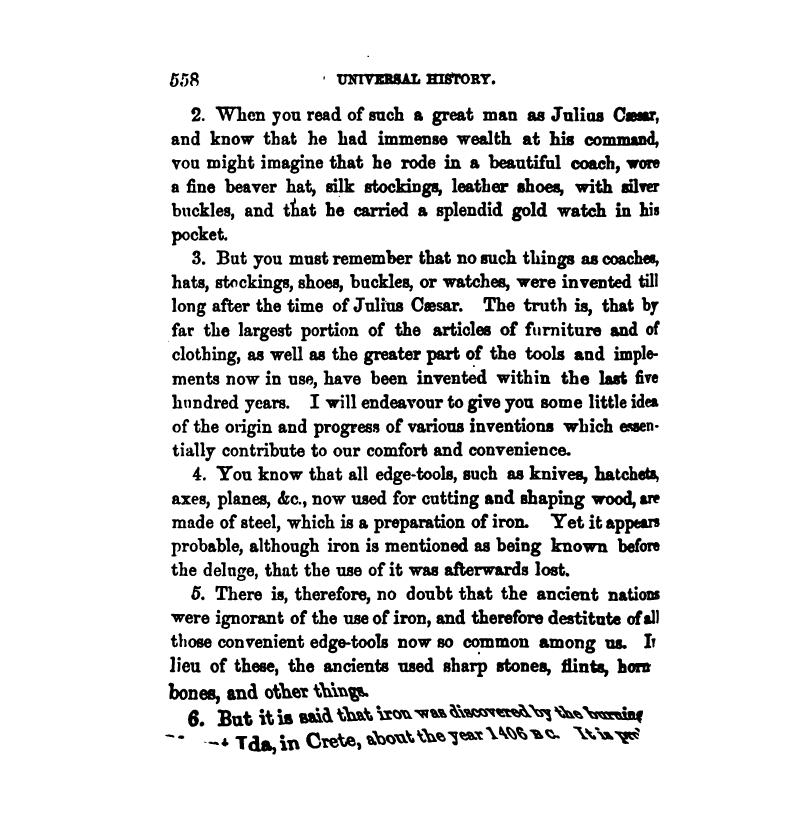 558 UNIVERSAL HISTORY.
2. When you read of such a great man as Julius Cæsar,
and know that he had immense wealth at his command,
you might imagine that he rode in a beautiful coach, wore
a fine beaver hat, silk stockings, leather shoes, with silver
buckles, and that he carried a splendid gold watch in his
pocket.
3. But you must remember that no such things as coaches,
hats, stockings, shoes, buckles, or watches, were invented till
long after the time of Julius Cæsar. The truth is, that by
far the largest portion of the articles of furniture and of
clothing, as well as the greater part of the tools and imple-
ments now in use, have been invented within the last five
hundred years. I will endeavour to give you some little idea
of the origin and progress of various inventions which essen-
tially contribute to our comfort and convenience.
4. You know that all edge-tools, such as knives, hatchets,
axes, planes, &c., now used for cutting and shaping wood, are
made of steel, which is a preparation of iron. Yet it appears
probable, although iron is mentioned as being known before
the deluge, that the use of it was afterwards lost.
5. There is, therefore, no doubt that the ancient nations
were ignorant of the use of iron, and therefore destitute of all
those convenient edge-tools now so common among us. In
lieu of these, the ancients used sharp stones, flints, horn
bones, and other things.
6. But it is said that iron was discovered by the burning
Ida, in Crete, about the year 1406 B C. It is